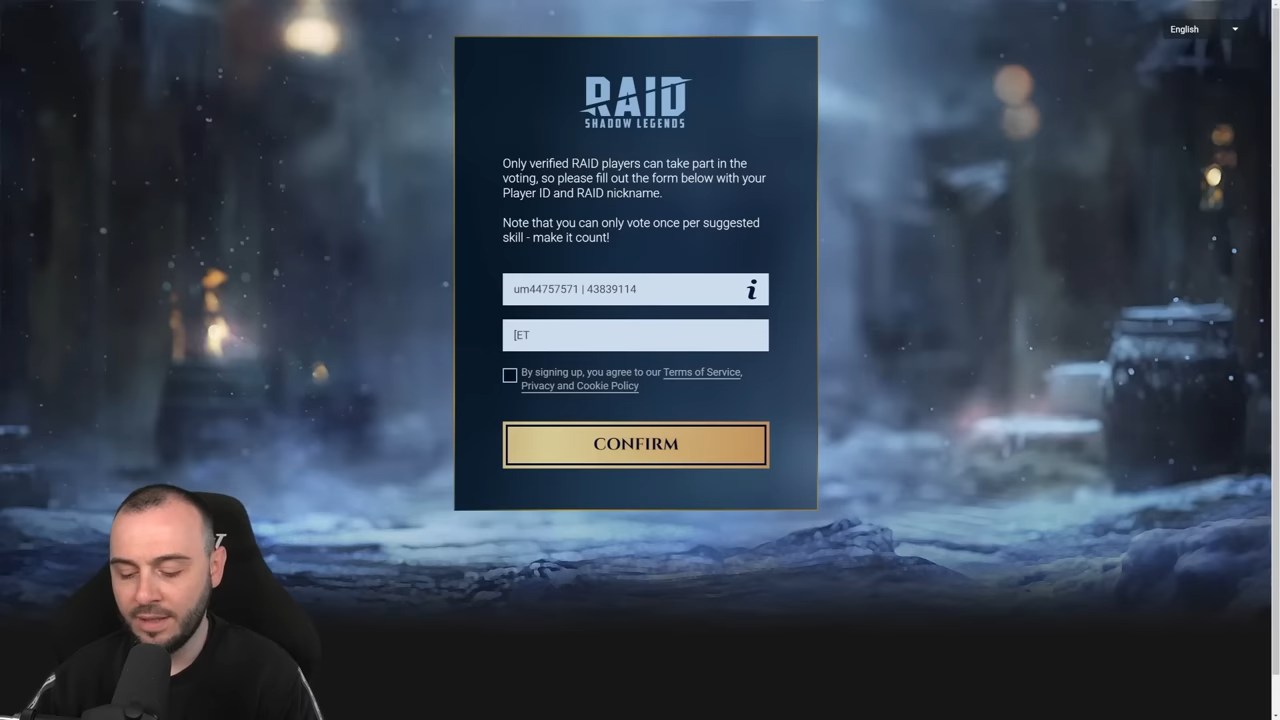 English
RAID
SHADOW LEGENDS
Only verified RAID players can take part in the
voting, so please fill out the form below with your
Player ID and RAID nickname.
Note that you can only vote once per suggested
skill - make it count!
um44757571 | 43839114
[ET
By signing up, you agree to our Terms of Service,
Privacy and Cookie Policy
CONFIRM